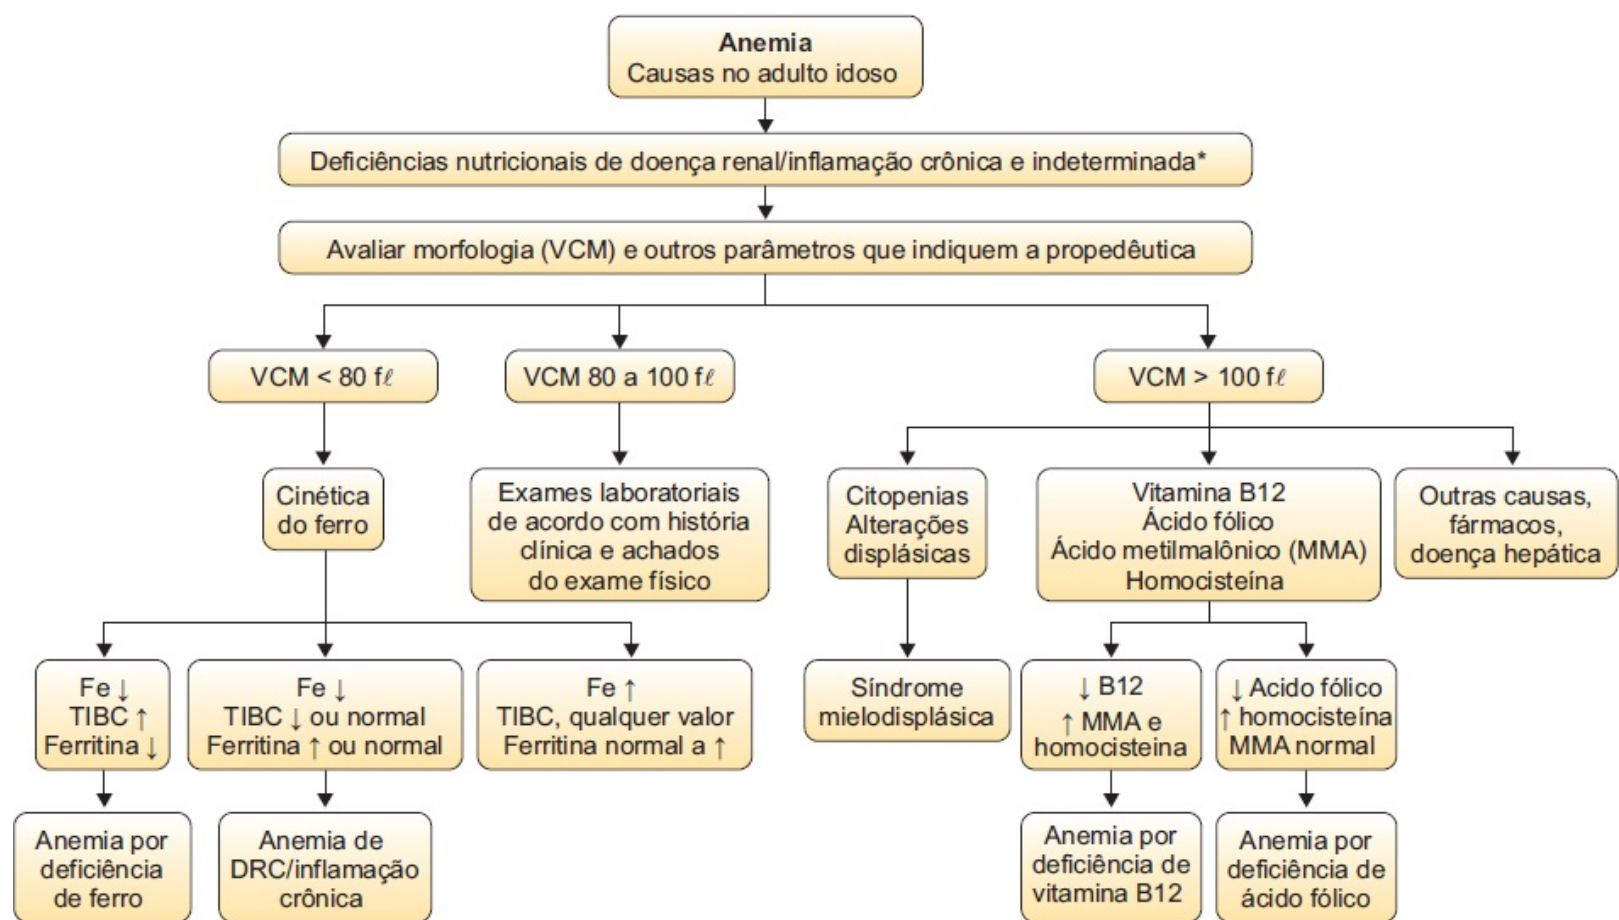 Anemia
Causas no adulto idoso
Deficiências nutricionais de doença renal/inflamação crônica e indeterminada*
Avaliar morfologia (VCM) e outros parâmetros que indiquem a propedêutica
VCM < 80 fℓ
VCM 80 a 100 fℓ
VCM > 100 fℓ
Cinética
do ferro
Exames laboratoriais
de acordo com história
clínica e achados
do exame físico
Citopenias
Alterações
displásicas
Vitamina B12
Ácido fólico
Ácido metilmalônico (MMA)
Homocisteína
Outras causas,
fármacos,
doença hepática
Fe ↓
TIBC ↑
Ferritina ↓
Fe ↓
TIBC ↓ ou normal
Ferritina ↑ ou normal
Fe ↑
TIBC, qualquer valor
Ferritina normal a ↑
Síndrome
mielodisplásica
↓ B12
↑ MMA e
homocisteina
↓ Acido fólico
↑ homocisteína
MMA normal
Anemia por
deficiência
de ferro
Anemia de
DRC/inflamação
crônica
Anemia por
deficiência de
vitamina B12
Anemia por
deficiência de
ácido fólico